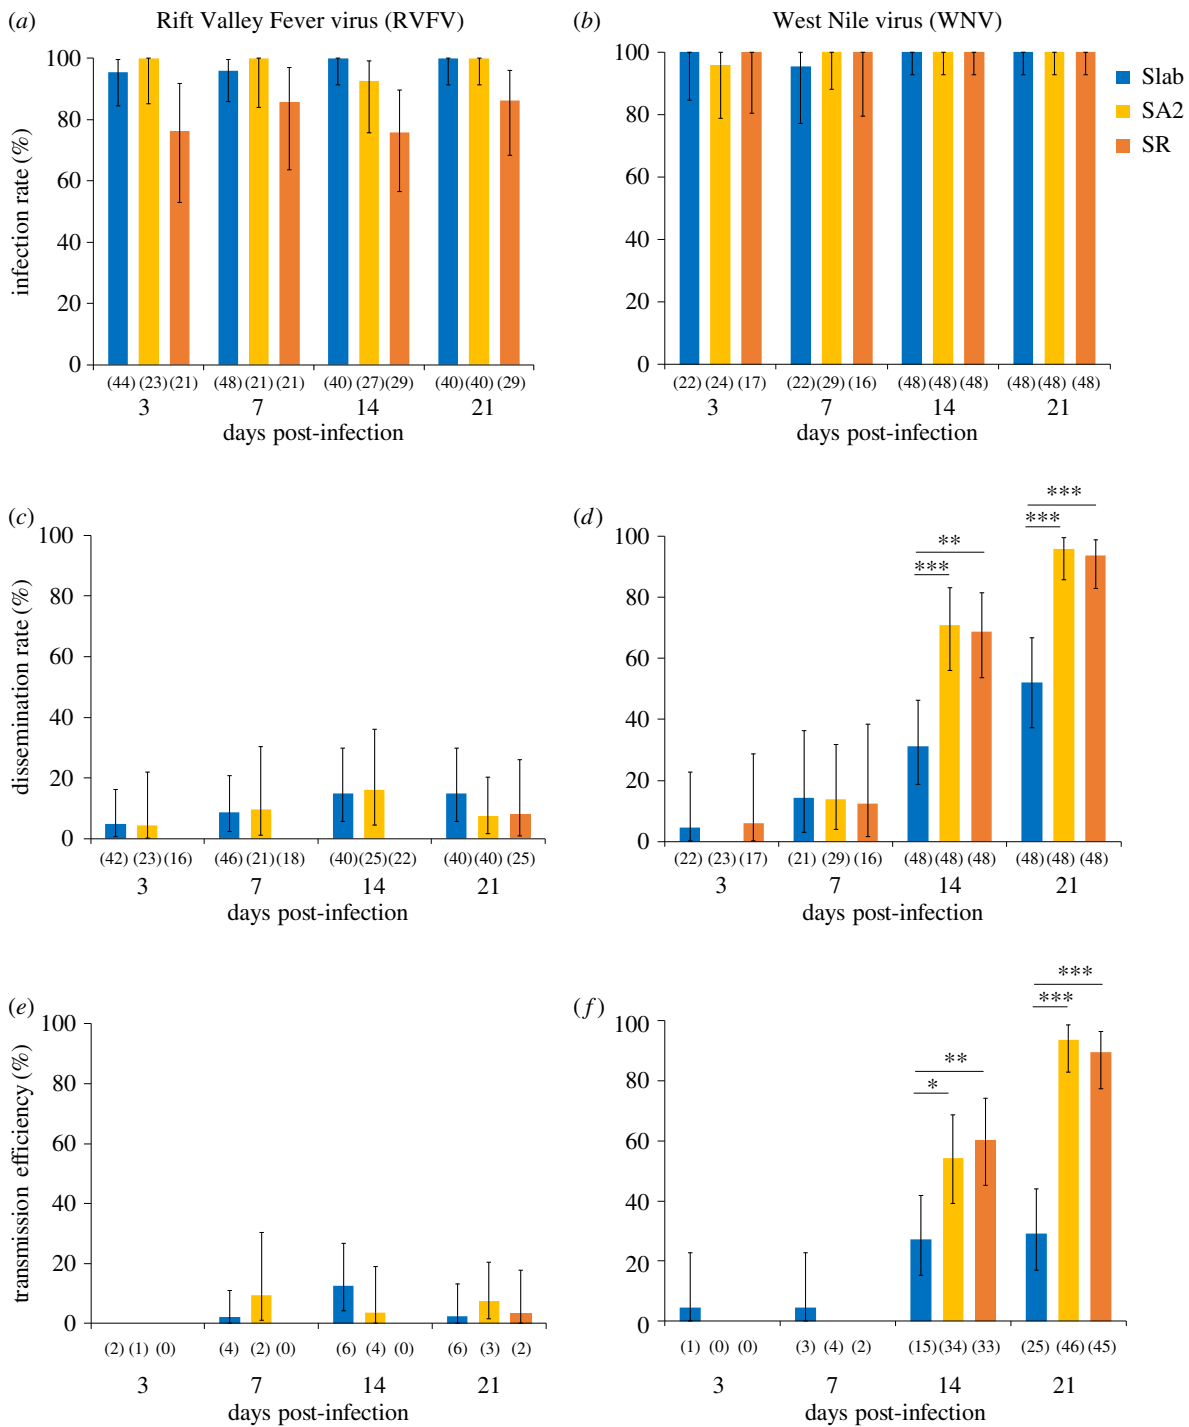 (a) Rift Valley Fever virus (RVFV)
infection rate (%)
100
80
60
40
20
0
(44) (23) (21) (48) (21) (21) (40) (27) (29) (40) (40) (29)
3 7 14 21
days post-infection
(b) West Nile virus (WNV)
100
80
60
40
20
0
(22) (24) (17) (22) (29) (16) (48) (48) (48) (48) (48) (48)
3 7 14 21
days post-infection
Slab
SA2
SR
(c)
dissemination rate (%)
100
80
60
40
20
0
(42) (23) (16) (46) (21) (18) (40) (25) (22) (40) (40) (25)
3 7 14 21
days post-infection
(d)
100
80
60
40
20
0
**
***
***
***
(22) (23) (17) (21) (29) (16) (48) (48) (48) (48) (48) (48)
3 7 14 21
days post-infection
(e)
transmission efficiency (%)
100
80
60
40
20
0
(2) (1) (0) (4) (2) (0) (6) (4) (0) (6) (3) (2)
3 7 14 21
days post-infection
(f)
100
80
60
40
20
0
**
*
***
***
(1) (0) (0) (3) (4) (2) (15) (34) (33) (25) (46) (45)
3 7 14 21
days post-infection